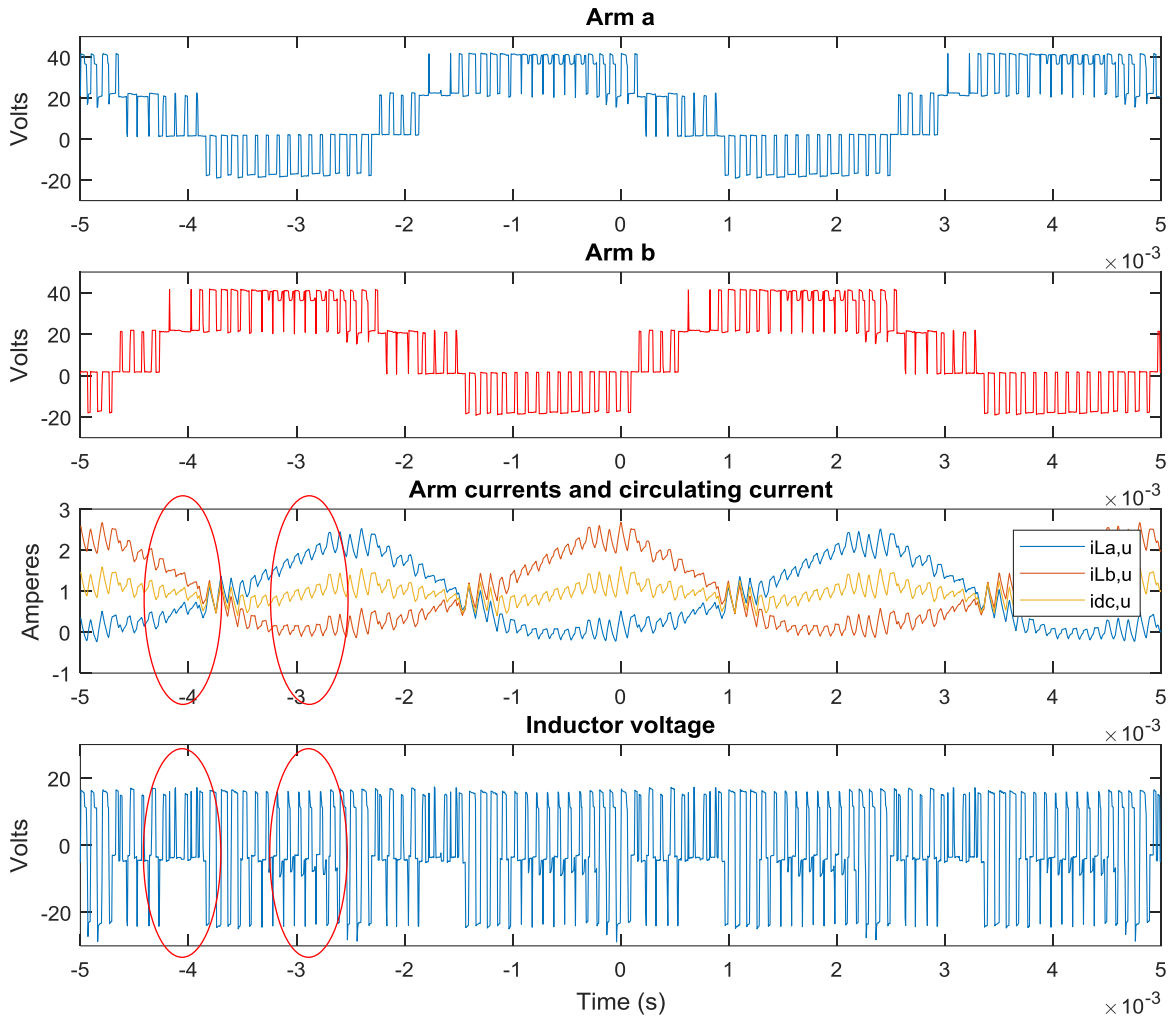 Arm a
Volts
40
20
0
-20
-5 -4 -3 -2 -1 0 1 2 3 4 5
×10^-3
Arm b
Volts
40
20
0
-20
-5 -4 -3 -2 -1 0 1 2 3 4 5
×10^-3
Arm currents and circulating current
Amperes
3
2
1
0
-1
iLa,u
iLb,u
idc,u
-5 -4 -3 -2 -1 0 1 2 3 4 5
×10^-3
Inductor voltage
Volts
20
0
-20
-5 -4 -3 -2 -1 0 1 2 3 4 5
Time (s)
×10^-3